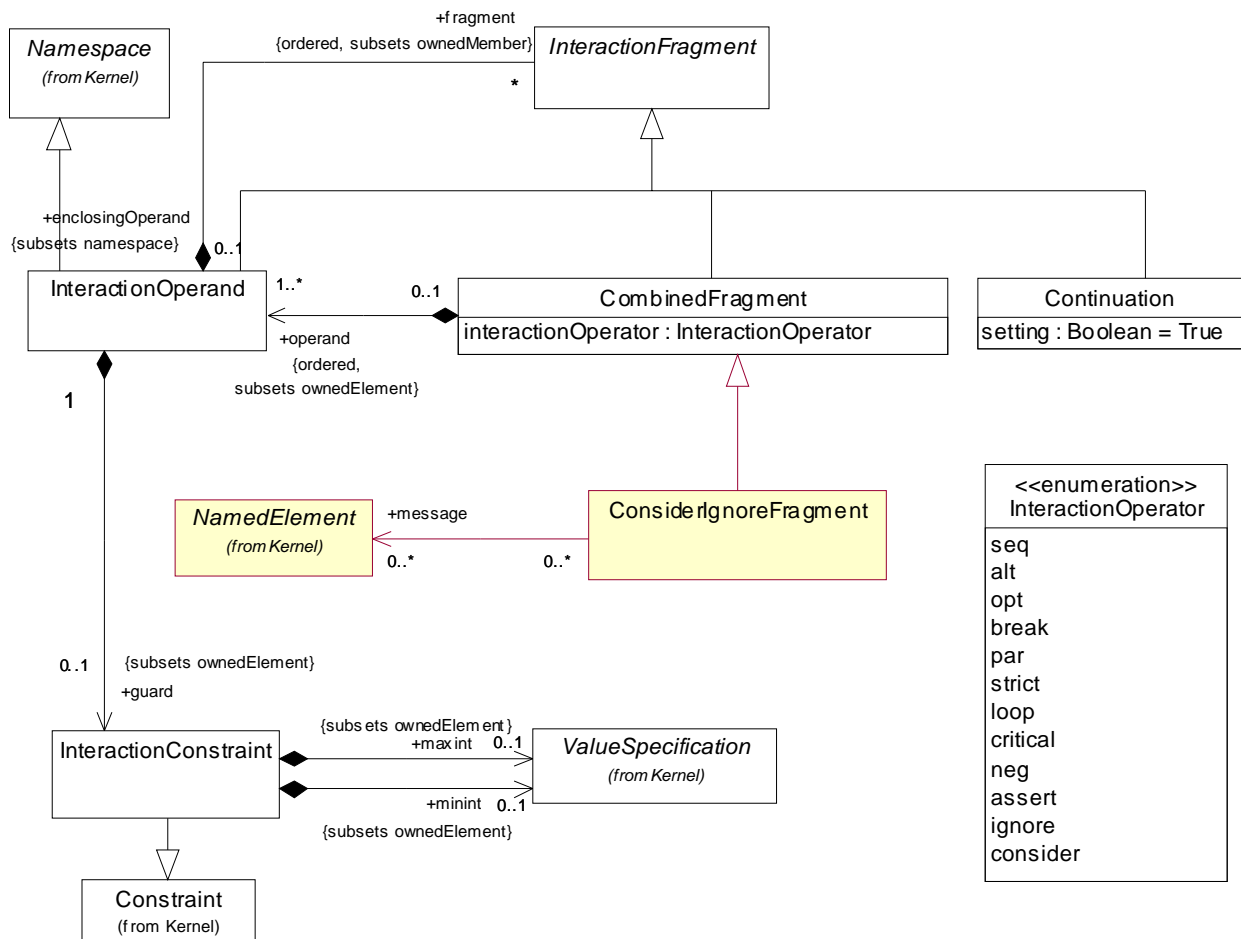 +fragment
{ordered, subsets ownedMember}
*
Namespace
(from Kernel)
InteractionFragment
+enclosingOperand
{subsets namespace}
0..1
InteractionOperand
1..*
0..1
+operand
{ordered,
subsets ownedElement}
CombinedFragment
interactionOperator : InteractionOperator
Continuation
setting : Boolean = True
1
NamedElement
(from Kernel)
+message
0..*
0..*
ConsiderIgnoreFragment
<<enumeration>>
InteractionOperator
seq
alt
opt
break
par
strict
loop
critical
neg
assert
ignore
consider
0..1
{subsets ownedElement}
+guard
InteractionConstraint
{subsets ownedElement}
+maxint
0..1
+minint
0..1
{subsets ownedElement}
ValueSpecification
(from Kernel)
Constraint
(from Kernel)